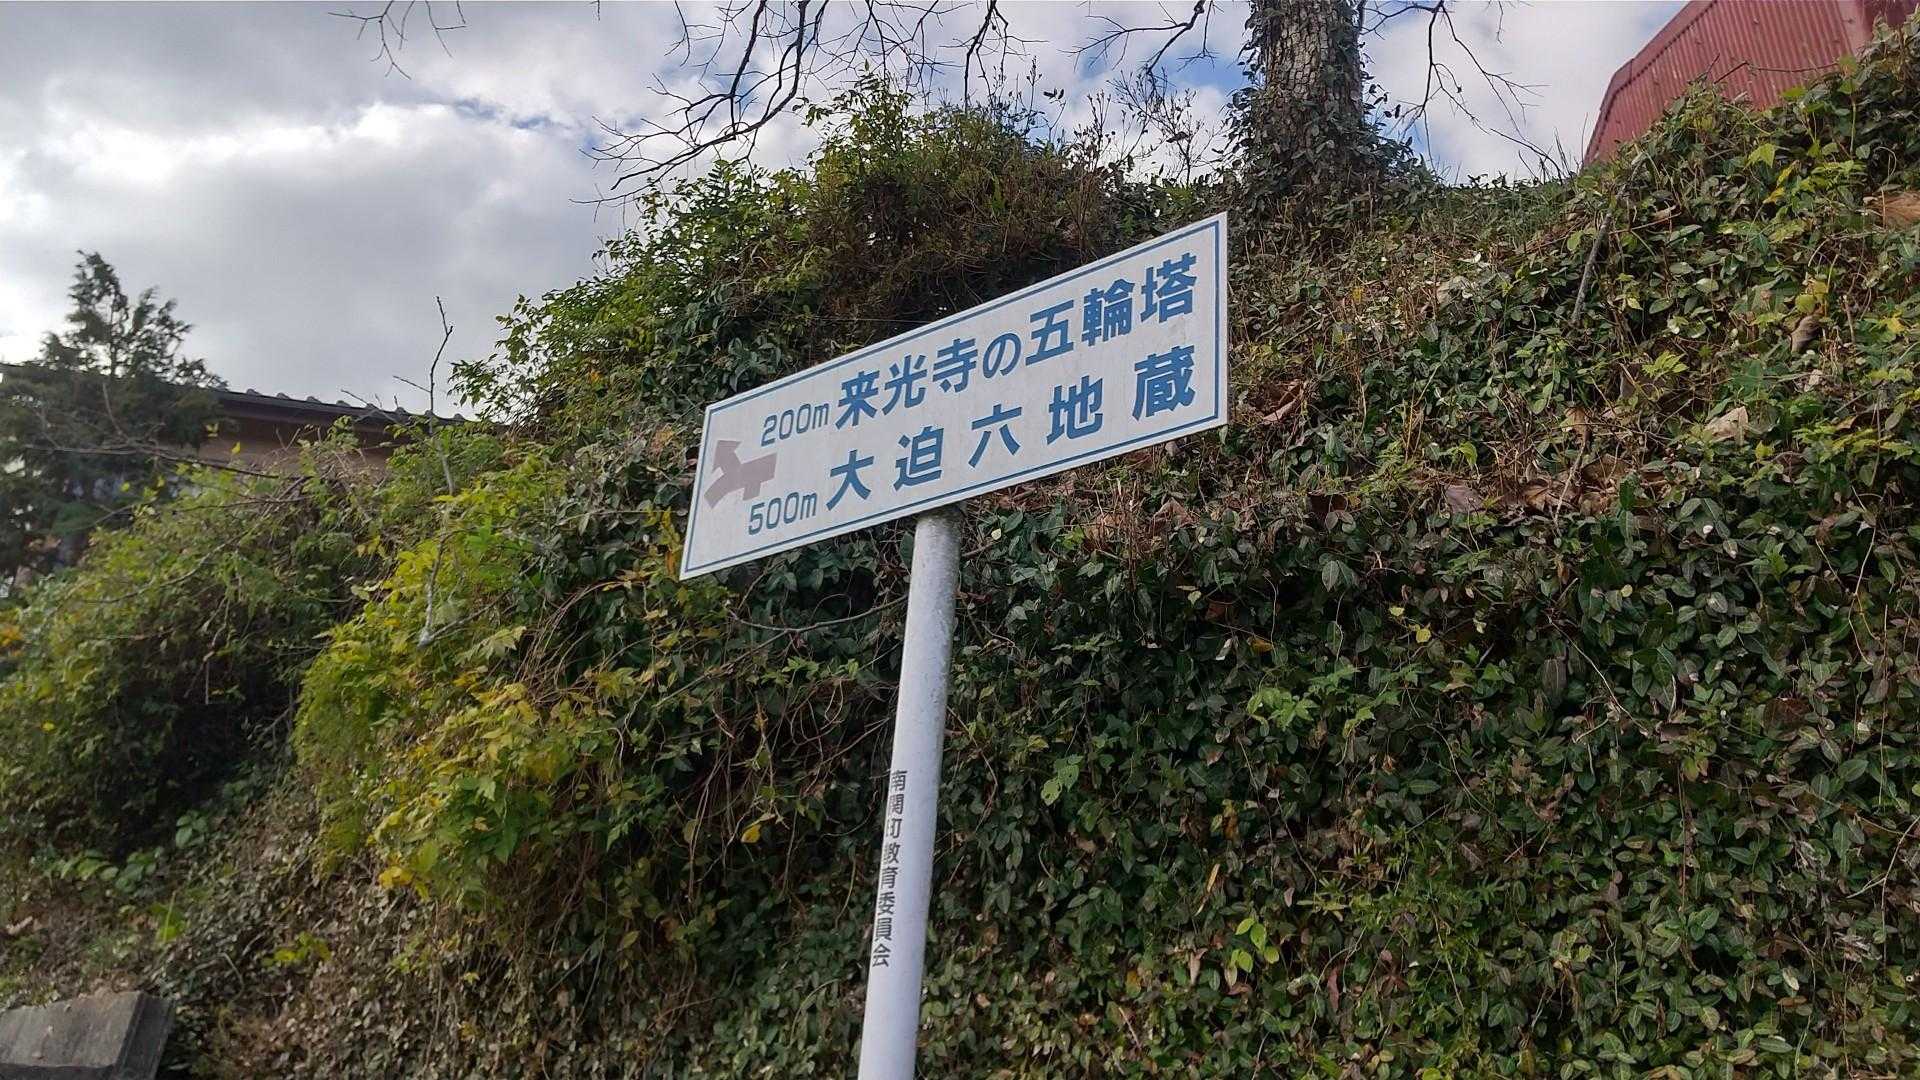 200m 来光寺の五輪塔
500m 大迫六地蔵
南関町教育委員会